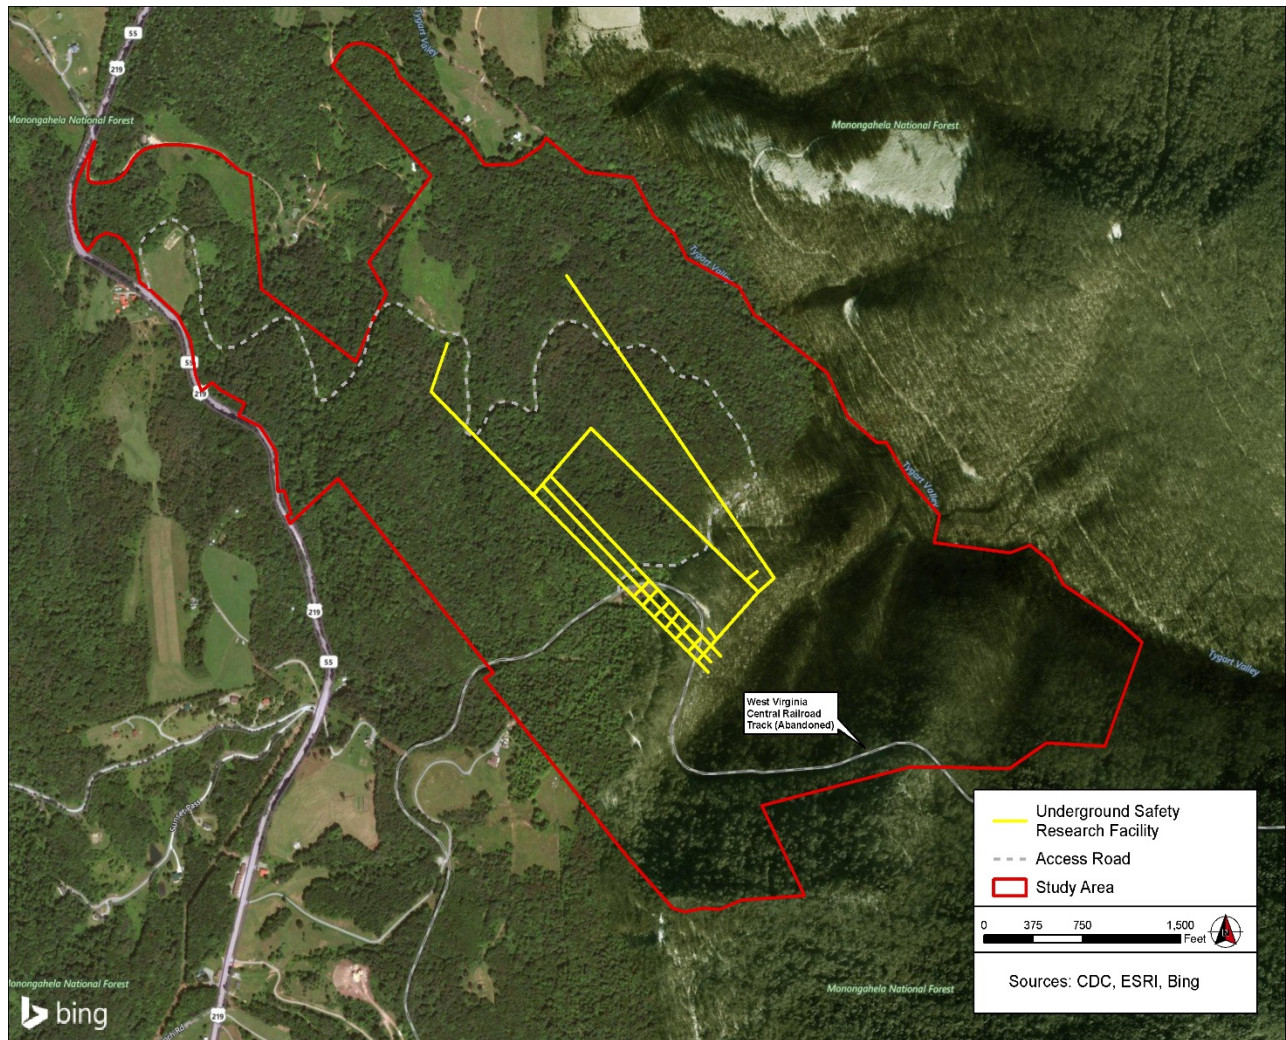 55
219
Tygart Valley
Monongahela National Forest
Monongahela National Forest
Tygart Valley
55
219
Tygart Valley
219
55
Tygart Valley
West Virginia
Central Railroad
Track (Abandoned)
Sunset Pass
Underground Safety
Research Facility
Access Road
Study Area
0 375 750 1,500
Feet
Sources: CDC, ESRI, Bing
Monongahela National Forest
Monongahela National Forest
bing
219